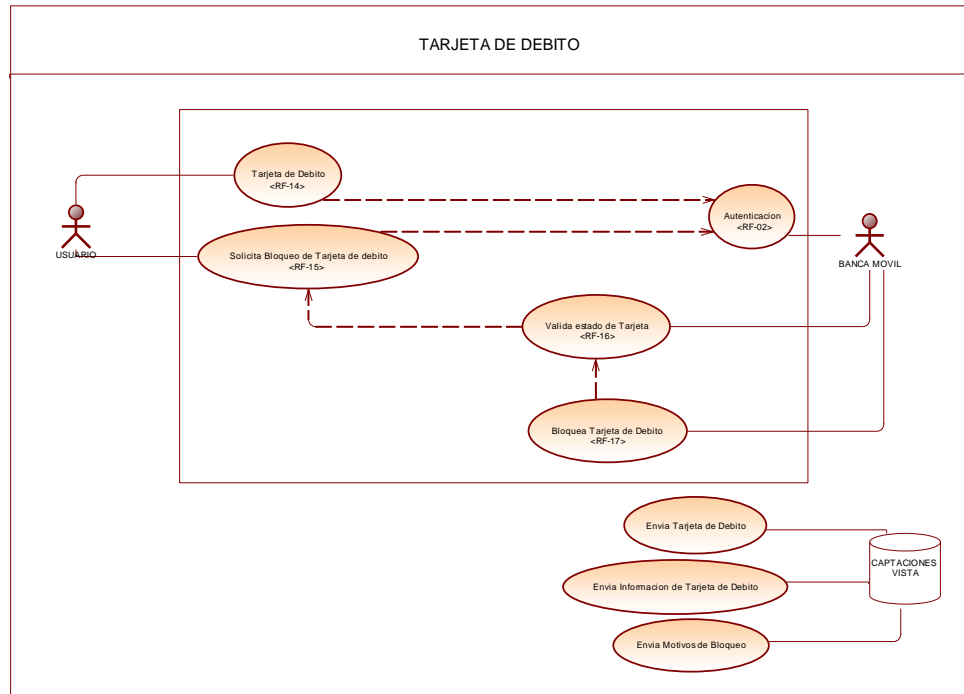 TARJETA DE DEBITO
Tarjeta de Debito
<RF-14>
Autenticacion
<RF-02>
USUARIO
Solicita Bloqueo de Tarjeta de debito
<RF-15>
BANCA MOVIL
Valida estado de Tarjeta
<RF-16>
Bloquea Tarjeta de Debito
<RF-17>
Envia Tarjeta de Debito
CAPTACIONES
VISTA
Envia Informacion de Tarjeta de Debito
Envia Motivos de Bloqueo